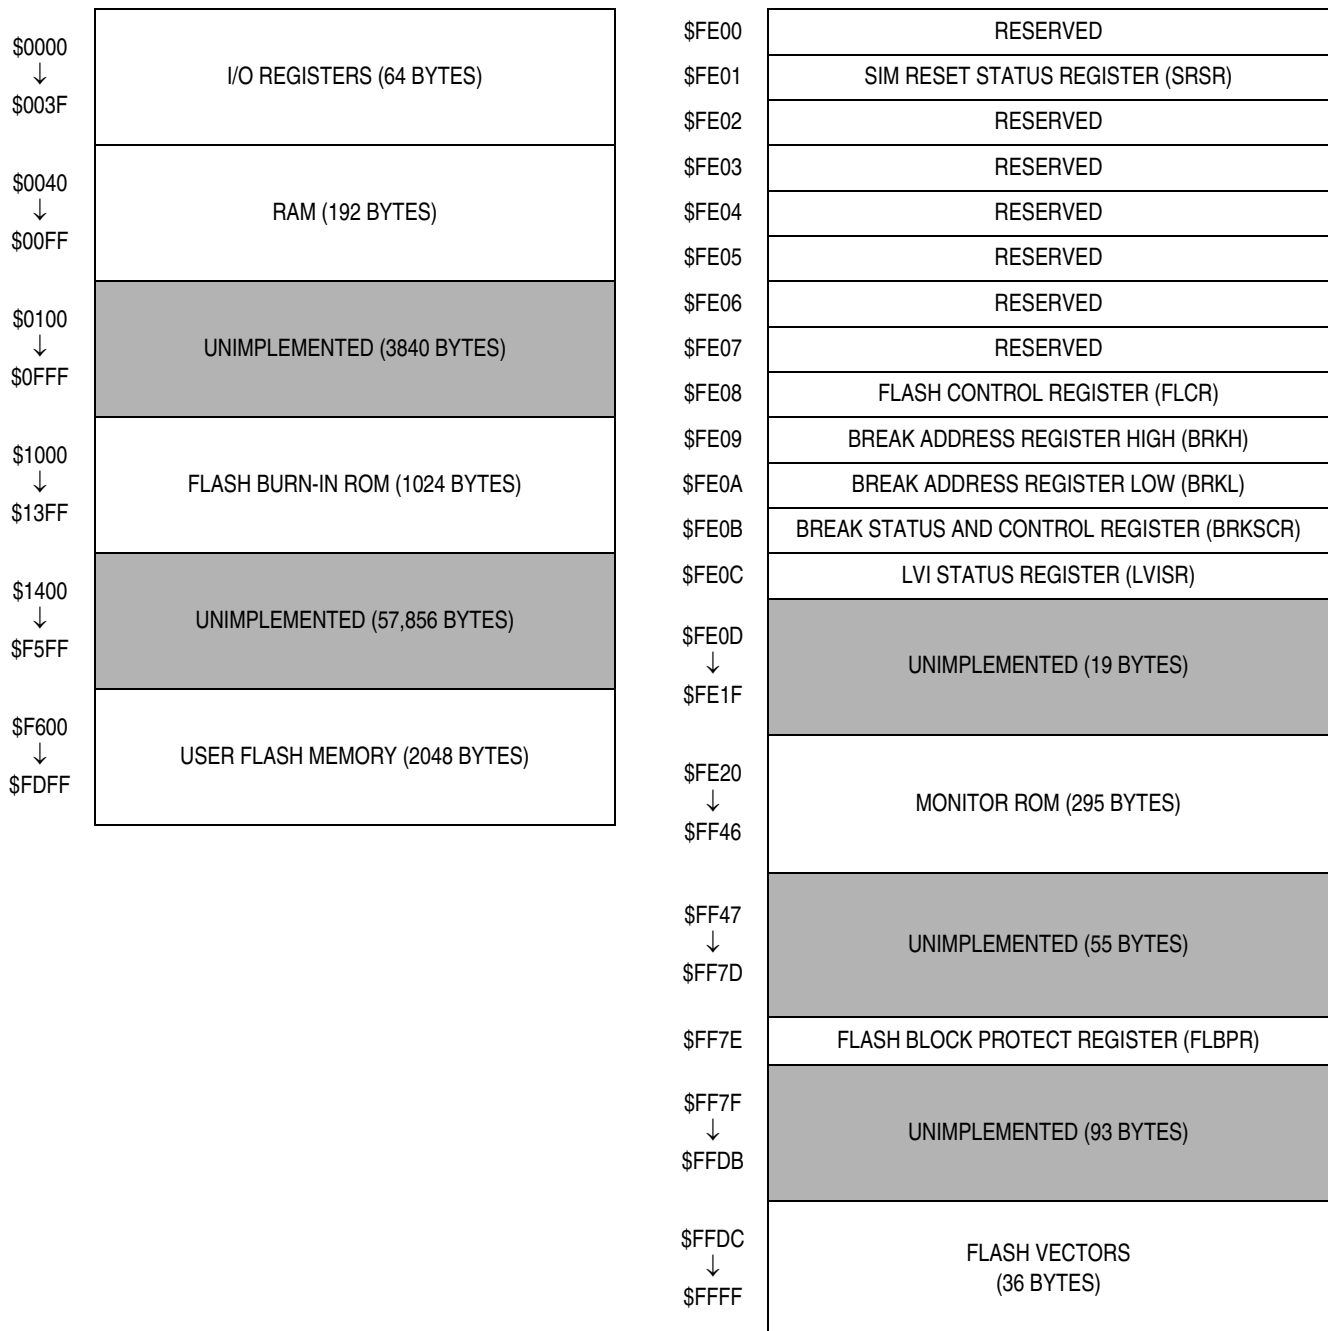 $0000
↓
$003F
I/O REGISTERS (64 BYTES)
$0040
↓
$00FF
RAM (192 BYTES)
$0100
↓
$0FFF
UNIMPLEMENTED (3840 BYTES)
$1000
↓
$13FF
FLASH BURN-IN ROM (1024 BYTES)
$1400
↓
$F5FF
UNIMPLEMENTED (57,856 BYTES)
$F600
↓
$FDFF
USER FLASH MEMORY (2048 BYTES)
$FE00 RESERVED
$FE01 SIM RESET STATUS REGISTER (SRSR)
$FE02 RESERVED
$FE03 RESERVED
$FE04 RESERVED
$FE05 RESERVED
$FE06 RESERVED
$FE07 RESERVED
$FE08 FLASH CONTROL REGISTER (FLCR)
$FE09 BREAK ADDRESS REGISTER HIGH (BRKH)
$FE0A BREAK ADDRESS REGISTER LOW (BRKL)
$FE0B BREAK STATUS AND CONTROL REGISTER (BRKSCR)
$FE0C LVI STATUS REGISTER (LVISR)
$FE0D
↓
$FE1F
UNIMPLEMENTED (19 BYTES)
$FE20
↓
$FF46
MONITOR ROM (295 BYTES)
$FF47
↓
$FF7D
UNIMPLEMENTED (55 BYTES)
$FF7E FLASH BLOCK PROTECT REGISTER (FLBPR)
$FF7F
↓
$FFDB
UNIMPLEMENTED (93 BYTES)
$FFDC
↓
$FFFF
FLASH VECTORS
(36 BYTES)